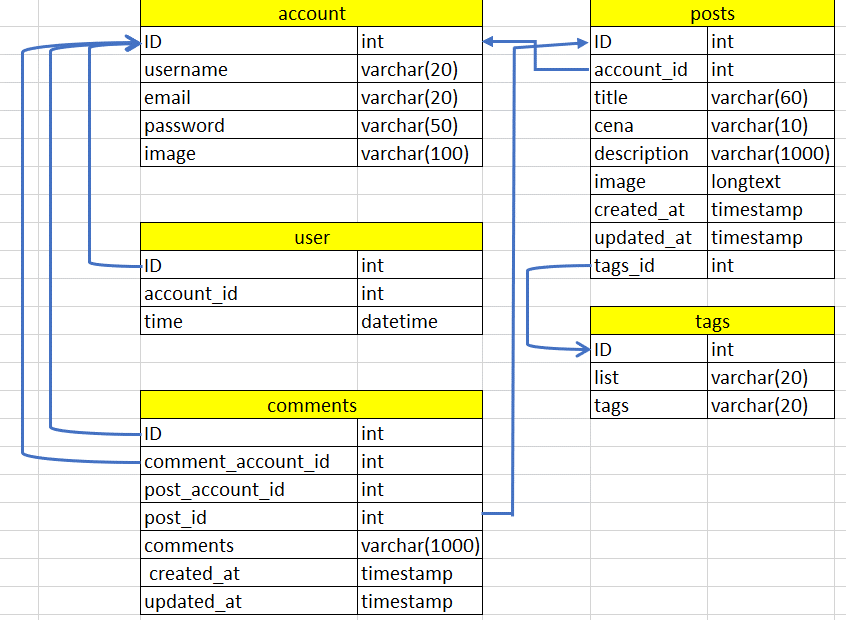 account
ID int
username varchar(20)
email varchar(20)
password varchar(50)
image varchar(100)
user
ID int
account_id int
time datetime
comments
ID int
comment_account_id int
post_account_id int
post_id int
comments varchar(1000)
created_at timestamp
updated_at timestamp
posts
ID int
account_id int
title varchar(60)
cena varchar(10)
description varchar(1000)
image longtext
created_at timestamp
updated_at timestamp
tags_id int
tags
ID int
list varchar(20)
tags varchar(20)